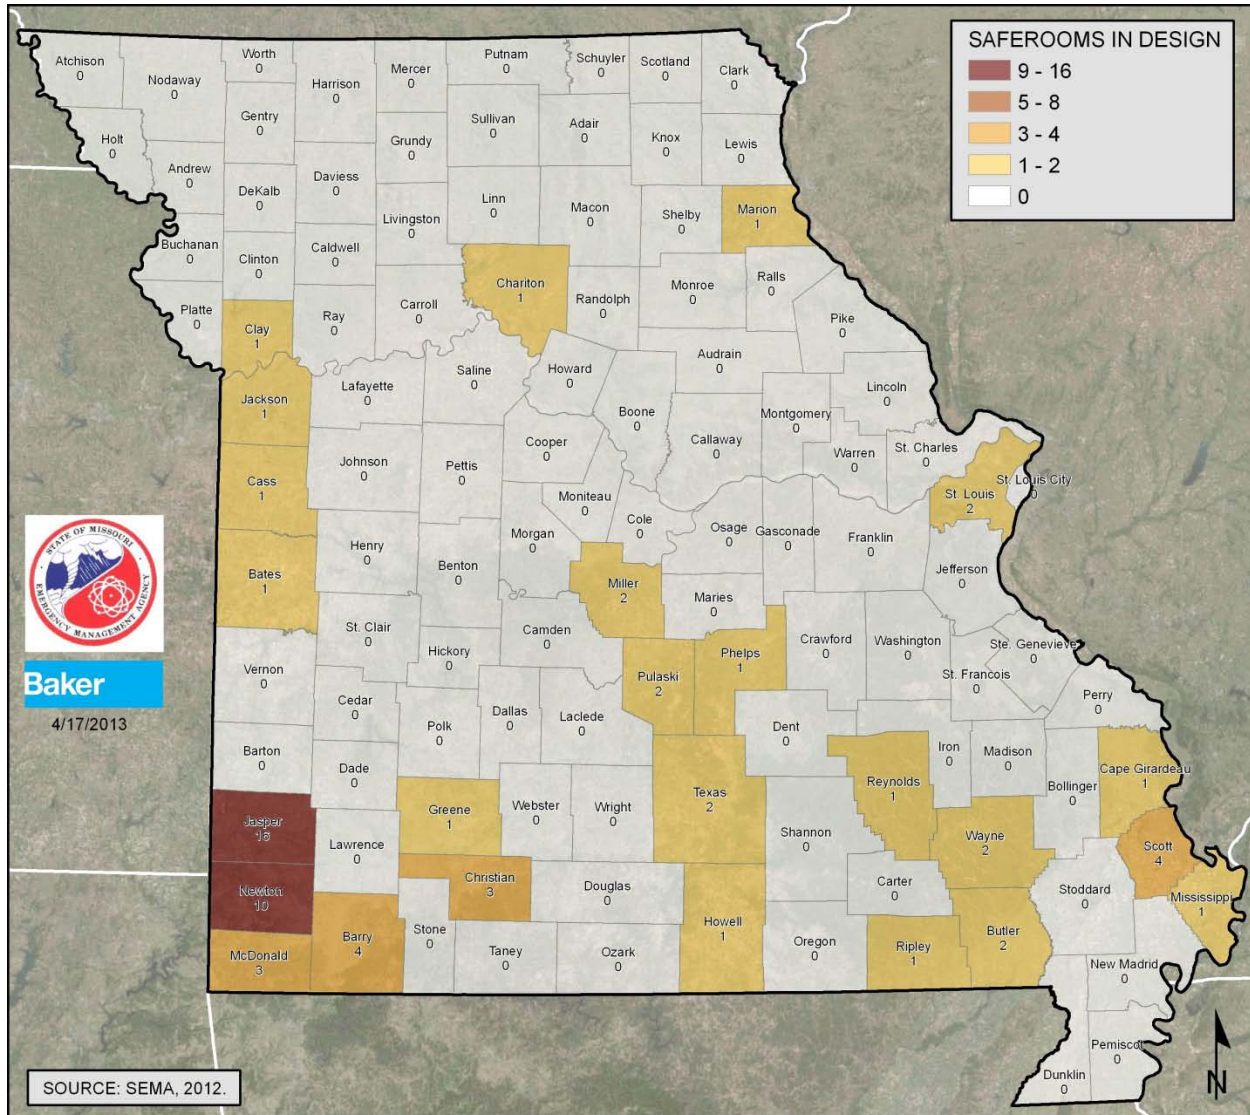 SAFEROOMS IN DESIGN
9 - 16
5 - 8
3 - 4
1 - 2
0
Atchison
0
Nodaway
0
Worth
0
Harrison
0
Mercer
0
Putnam
0
Schuyler
0
Scotland
0
Clark
0
Holt
0
Andrew
0
Gentry
0
DeKalb
0
Daviess
0
Grundy
0
Sullivan
0
Adair
0
Knox
0
Lewis
0
Buchanan
0
Clinton
0
Caldwell
0
Livingston
0
Linn
0
Macon
0
Shelby
0
Marion
1
Platte
0
Clay
1
Ray
0
Carroll
0
Chariton
1
Randolph
0
Monroe
0
Ralls
0
Pike
0
Jackson
1
Lafayette
0
Saline
0
Howard
0
Boone
0
Audrain
0
Callaway
0
Montgomery
0
Lincoln
0
Warren
0
St. Charles
0
St. Louis City
0
St. Louis
2
Cass
1
Johnson
0
Pettis
0
Cooper
0
Moniteau
0
Morgan
0
Cole
0
Osage
0
Gasconade
0
Franklin
0
Jefferson
0
Bates
1
Henry
0
Benton
0
Miller
2
Maries
0
STATE OF MISSOURI
EMERGENCY MANAGEMENT AGENCY
Baker
4/17/2013
Vernon
0
St. Clair
0
Hickory
0
Camden
0
Pulaski
2
Phelps
1
Crawford
0
Washington
0
St. Francois
0
Ste. Genevieve
0
Perry
0
Barton
0
Cedar
0
Polk
0
Dallas
0
Laclede
0
Dent
0
Iron
0
Madison
0
Bollinger
0
Cape Girardeau
1
Jasper
16
Dade
0
Greene
1
Webster
0
Wright
0
Texas
2
Shannon
0
Reynolds
1
Wayne
2
Scott
4
Mississippi
1
Newton
10
Lawrence
0
Christian
3
Douglas
0
Howell
1
Carter
0
Stoddard
0
McDonald
3
Barry
4
Stone
0
Taney
0
Ozark
0
Oregon
0
Ripley
1
Butler
2
New Madrid
0
Pemiscot
0
Dunklin
0
SOURCE: SEMA, 2012.
N